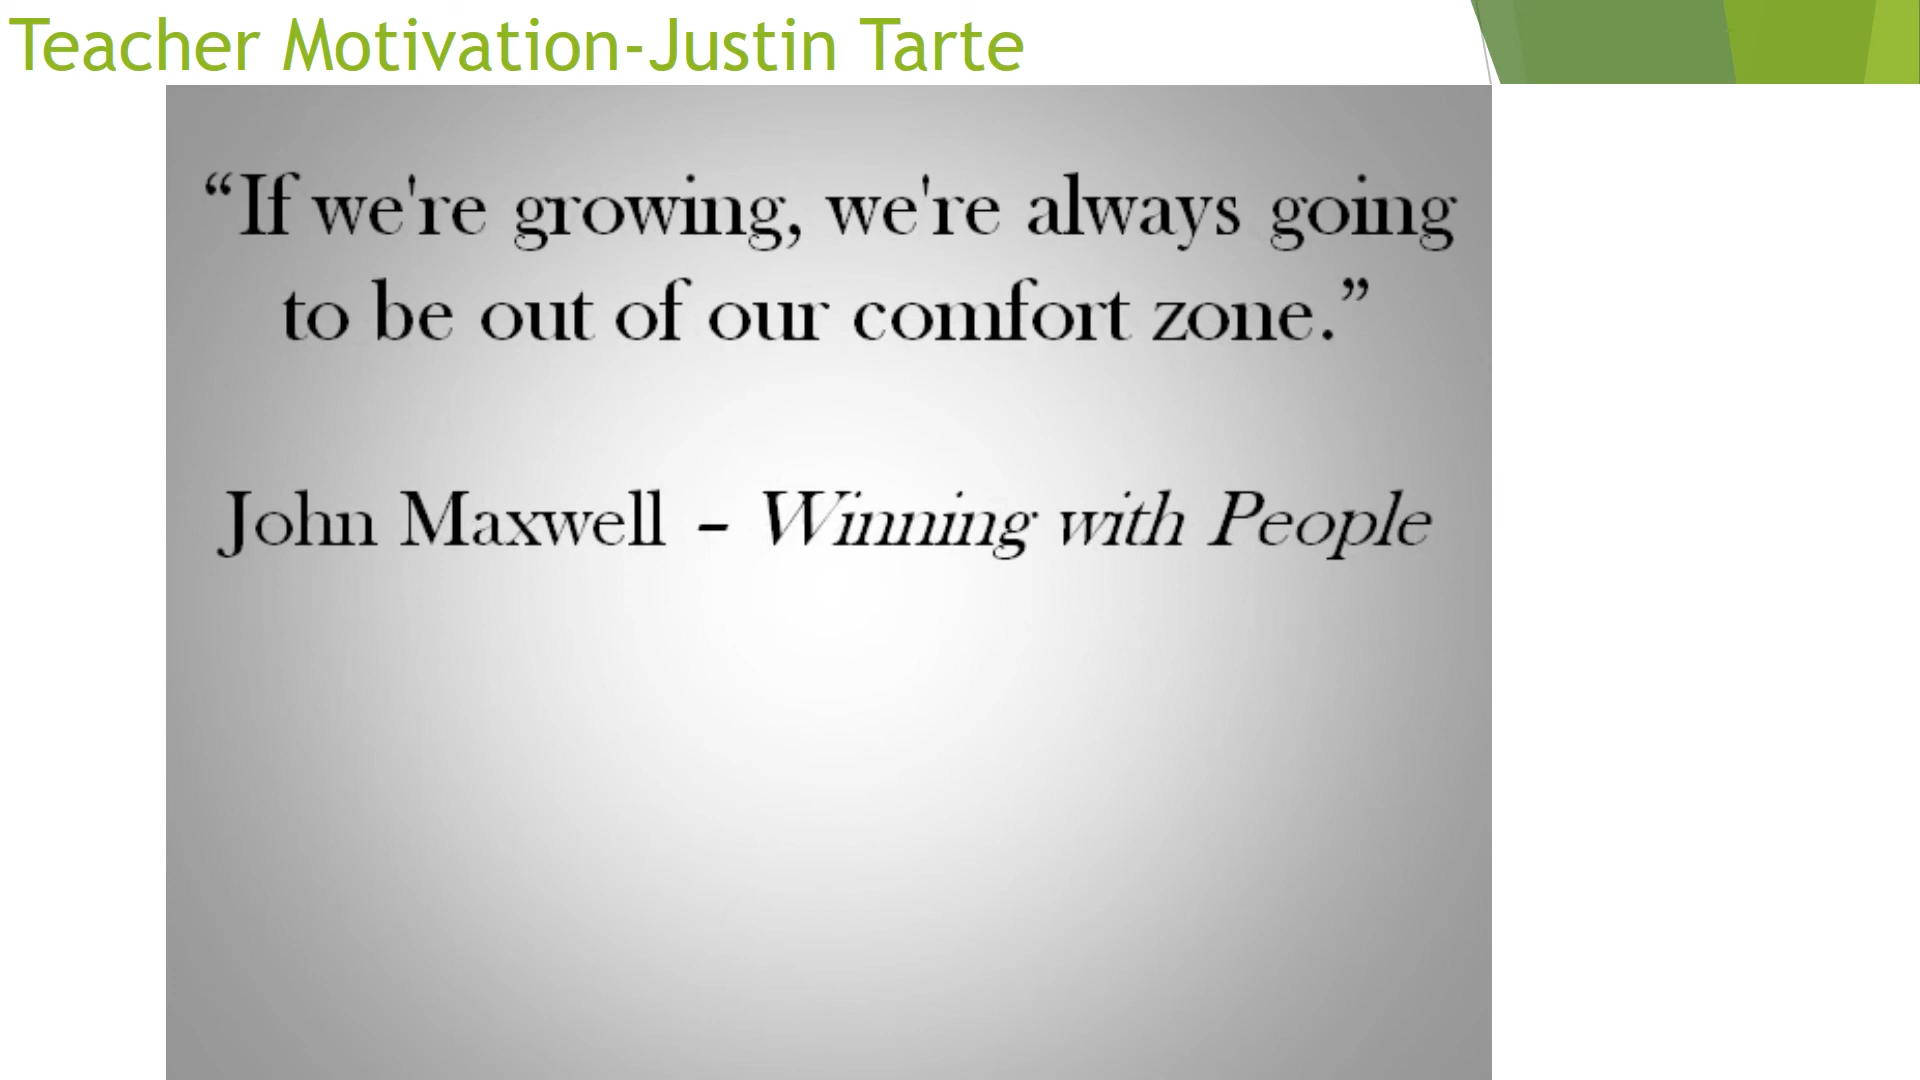 Teacher Motivation-Justin Tarte
“If we're growing, we're always going
to be out of our comfort zone.”
John Maxwell – Winning with People